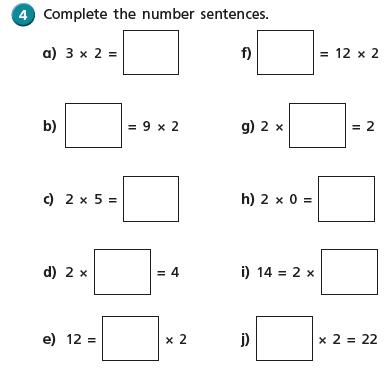 4 Complete the number sentences.
a) 3 × 2 =
f) = 12 × 2
b) = 9 × 2
g) 2 × = 2
c) 2 × 5 =
h) 2 × 0 =
d) 2 × = 4
i) 14 = 2 ×
e) 12 = × 2
j) × 2 = 22